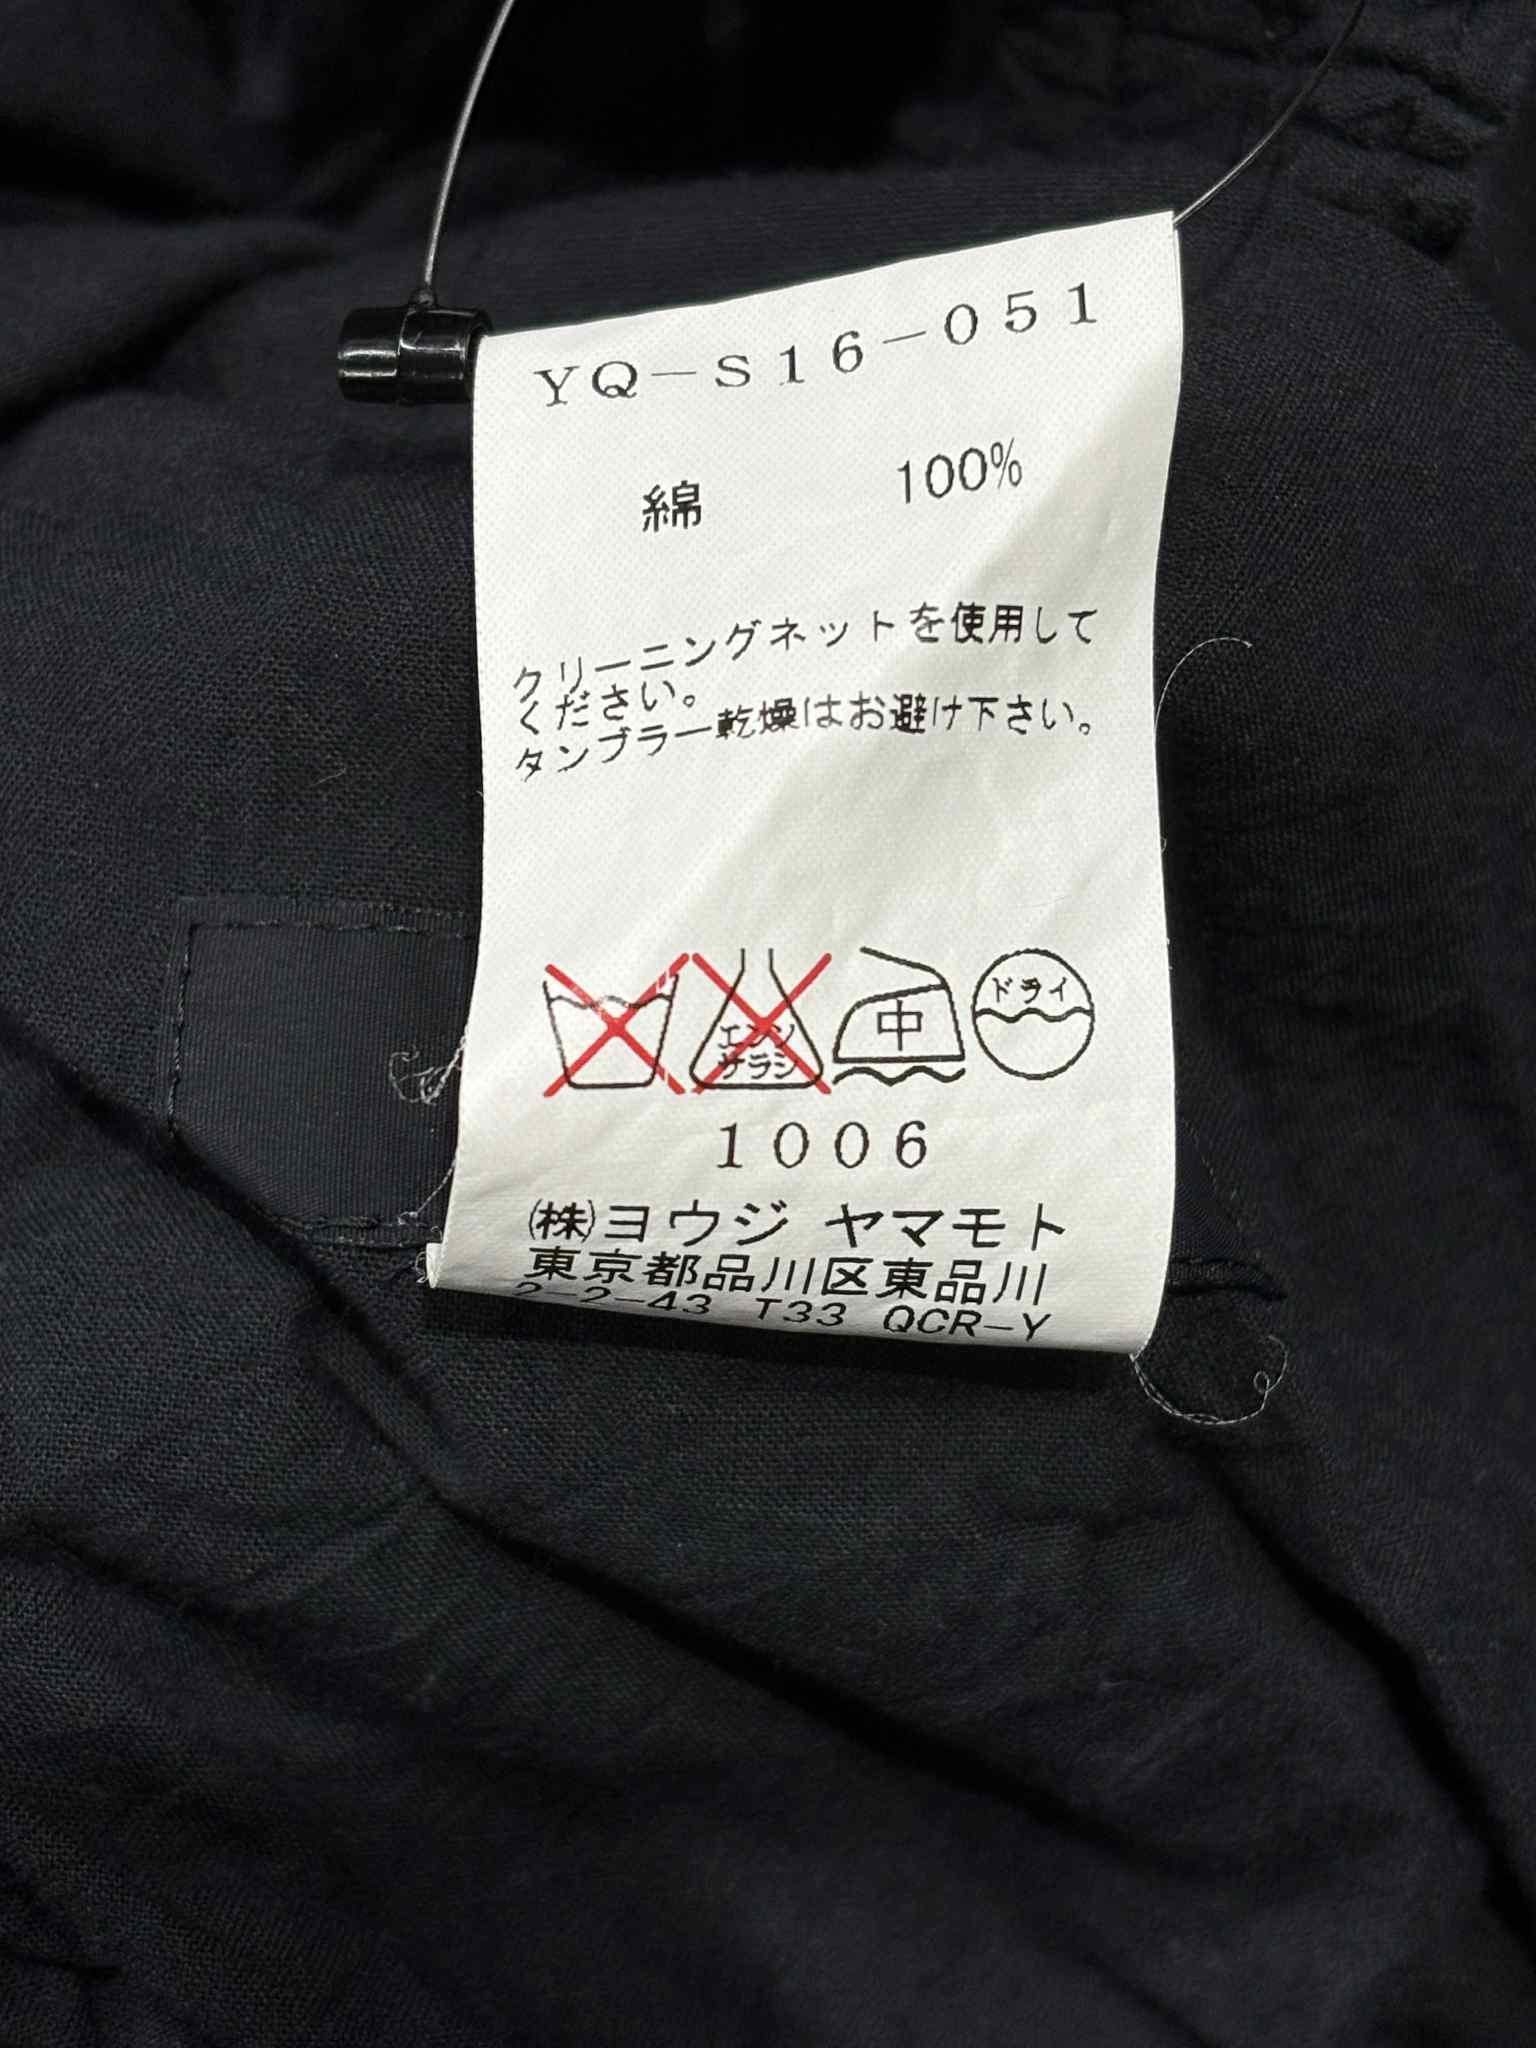 YQ-S16-051
綿 100%
クリーニングネットを使用して
ください。
タンブラー乾燥はお避け下さい。
エンソ
サラシ
中
ドライ
1006
㈱ヨウジ ヤマモト
東京都品川区東品川
2-2-43 T33 QCR-Y